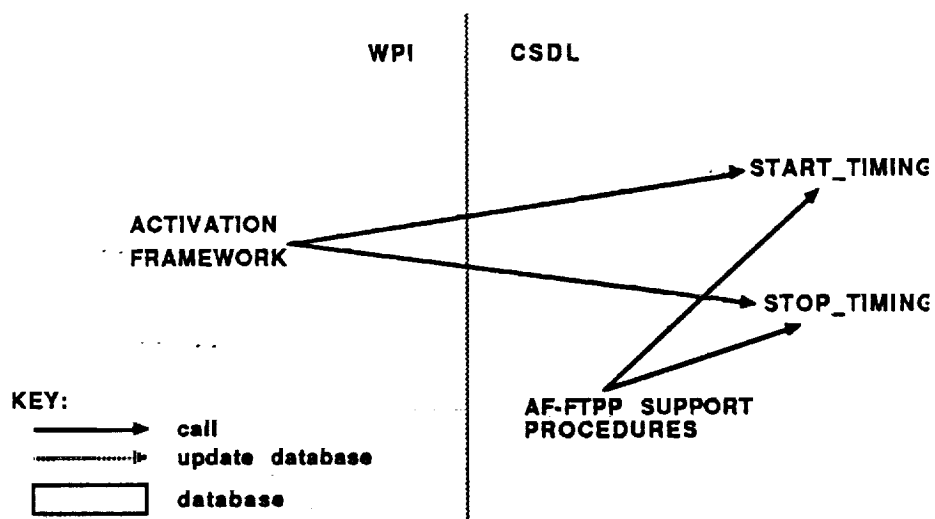 WPI
CSDL
START_TIMING
ACTIVATION
FRAMEWORK
STOP_TIMING
AF-FTPP SUPPORT
PROCEDURES
KEY:
call
update database
database